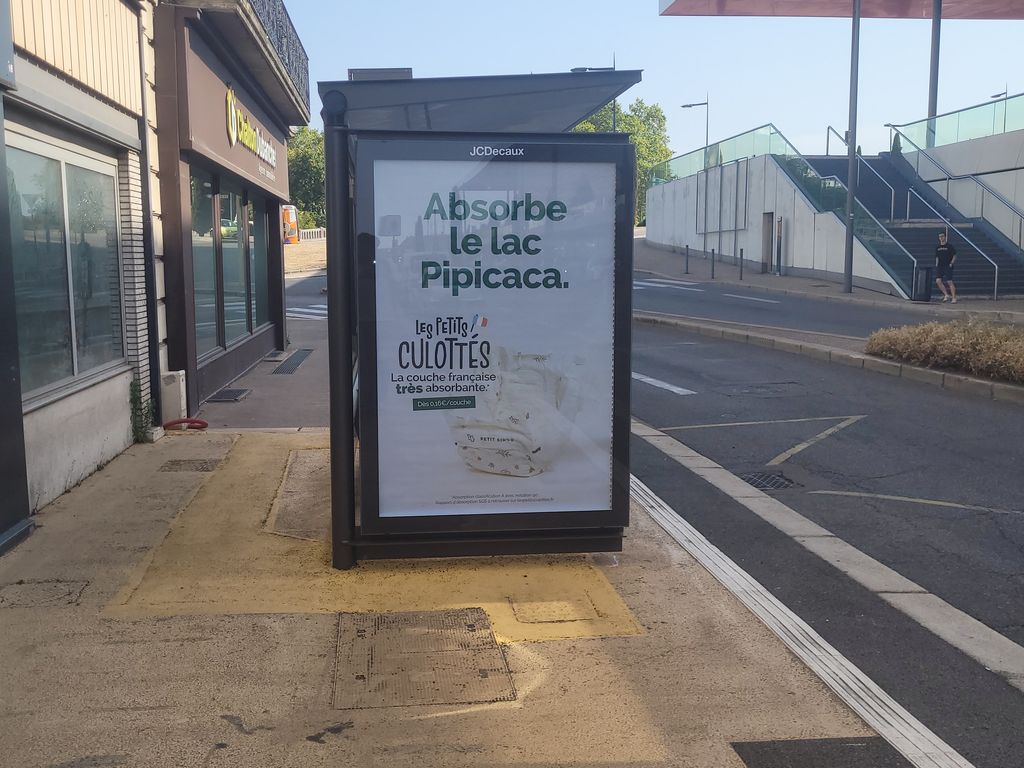 JCDecaux
Absorbe
le lac
Pipicaca.
LES PETITS
CULOTTÉS
La couche française
très absorbante.*
Dès 0,16€/couche